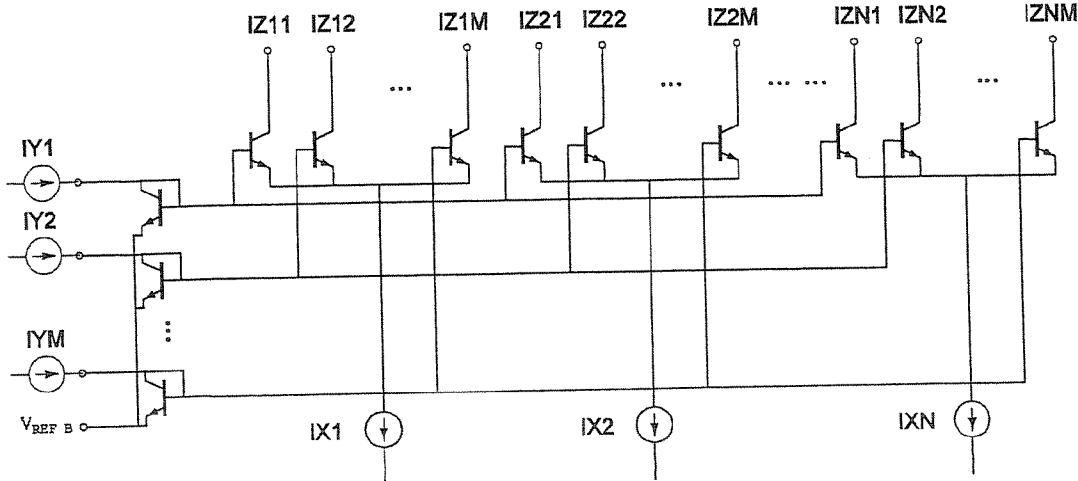 IZ11 IZ12 IZ1M IZ21 IZ22 IZ2M IZN1 IZN2 IZNM
... ... ... ... ...
IY1
IY2
...
IYM
VREF B
IX1 IX2 IXN